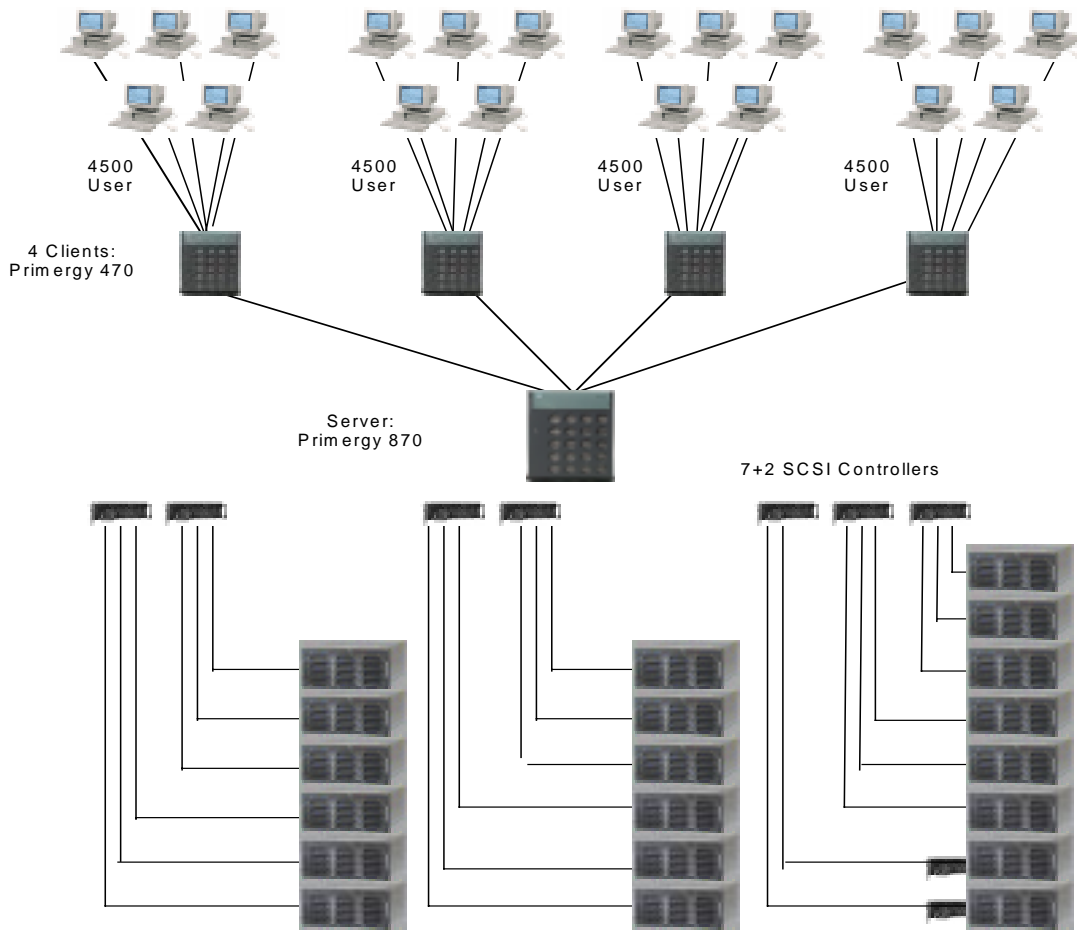 4500
User
4500
User
4500
User
4500
User
4 Clients:
Primergy 470
Server:
Primergy 870
7+2 SCSI Controllers